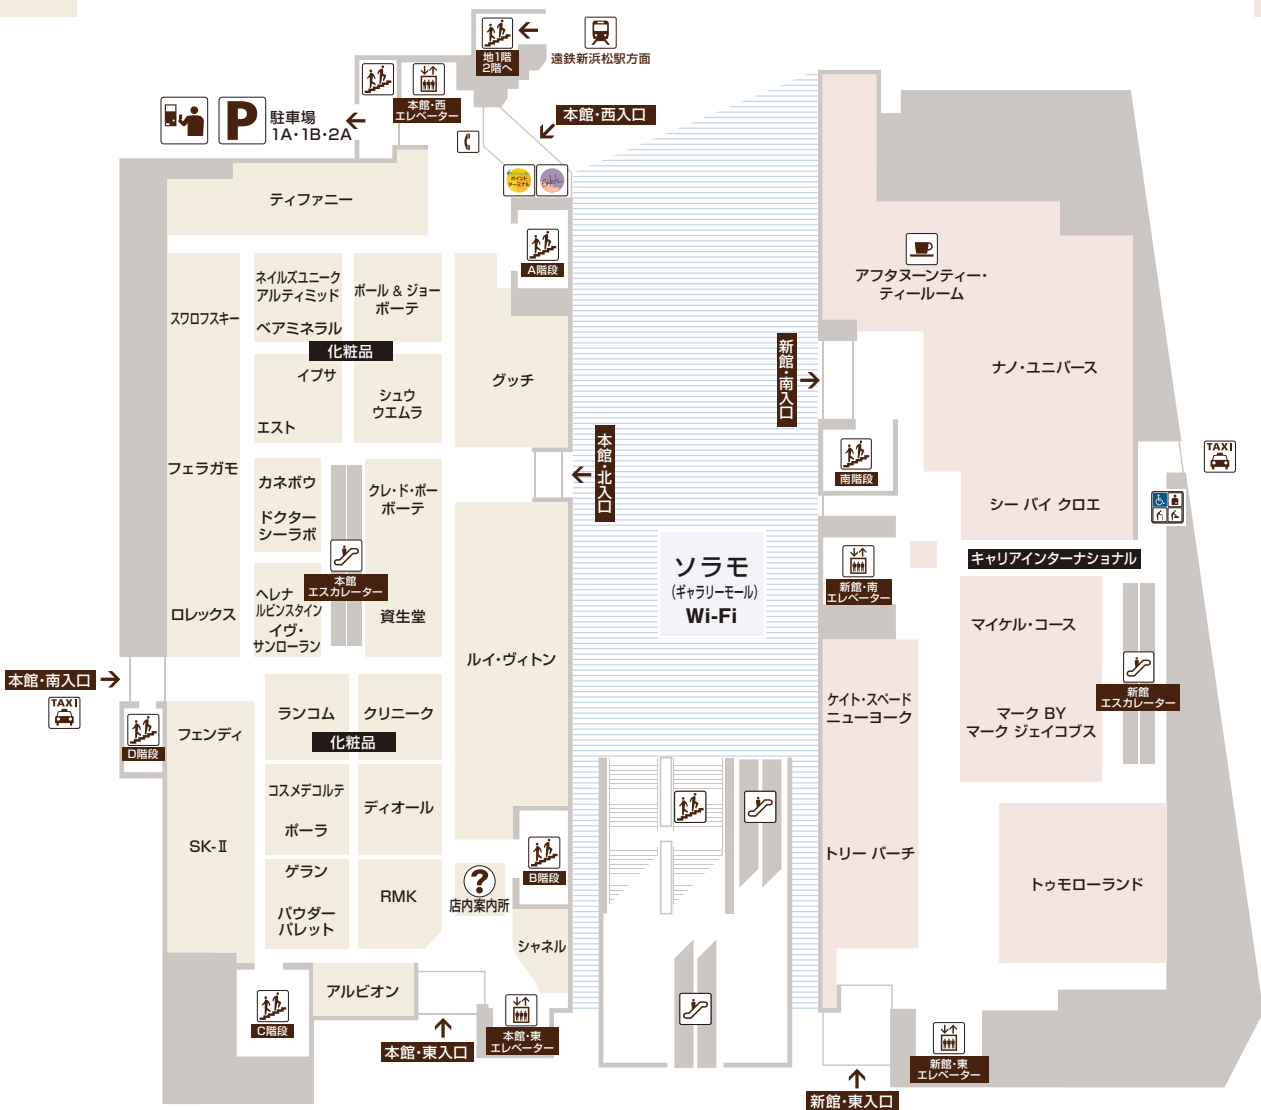 地1階
2階へ
遠鉄新浜松駅方面
本館・西
エレベーター
本館・西入口
P
駐車場
1A・1B・2A
ポイント
ターミナル
ティファニー
A階段
スワロフスキー
フェラガモ
ロレックス
ネイルズユニーク
アルティミッド
ベアミネラル
ポール & ジョー
ボーテ
化粧品
イプサ
エスト
シュウ
ウエムラ
グッチ
本館・北入口
カネボウ
ドクター
シーラボ
クレ・ド・ポー
ボーテ
本館
エスカレーター
ヘレナ
ルビンスタイン
イヴ・
サンローラン
資生堂
ルイ・ヴィトン
本館・南入口
TAXI
D階段
フェンディ
SK-Ⅱ
ランコム
クリニーク
化粧品
コスメデコルテ
ポーラ
ディオール
ゲラン
パウダー
パレット
RMK
?
店内案内所
B階段
シャネル
アルビオン
C階段
本館・東入口
本館・東
エレベーター
ソラモ
(ギャラリーモール)
Wi-Fi
アフタヌーンティー・
ティールーム
新館・南入口
南階段
ナノ・ユニバース
シー バイ クロエ
TAXI
新館・南
エレベーター
キャリアインターナショナル
マイケル・コース
マーク BY
マーク ジェイコブス
新館
エスカレーター
ケイト・スペード
ニューヨーク
トリー バーチ
トゥモローランド
新館・東
エレベーター
新館・東入口